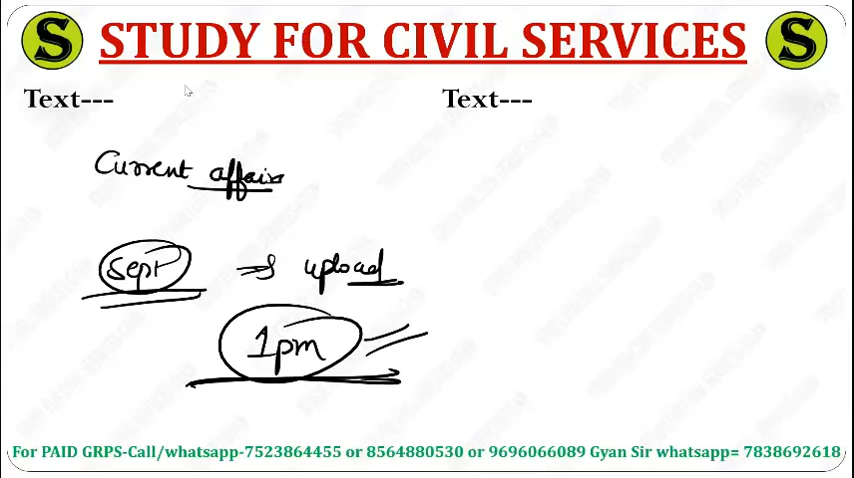 S STUDY FOR CIVIL SERVICES S
Text--- Text---
Current affairs
Sept ⇒ upload
1pm
For PAID GRPS-Call/whatsapp-7523864455 or 8564880530 or 9696066089 Gyan Sir whatsapp= 7838692618